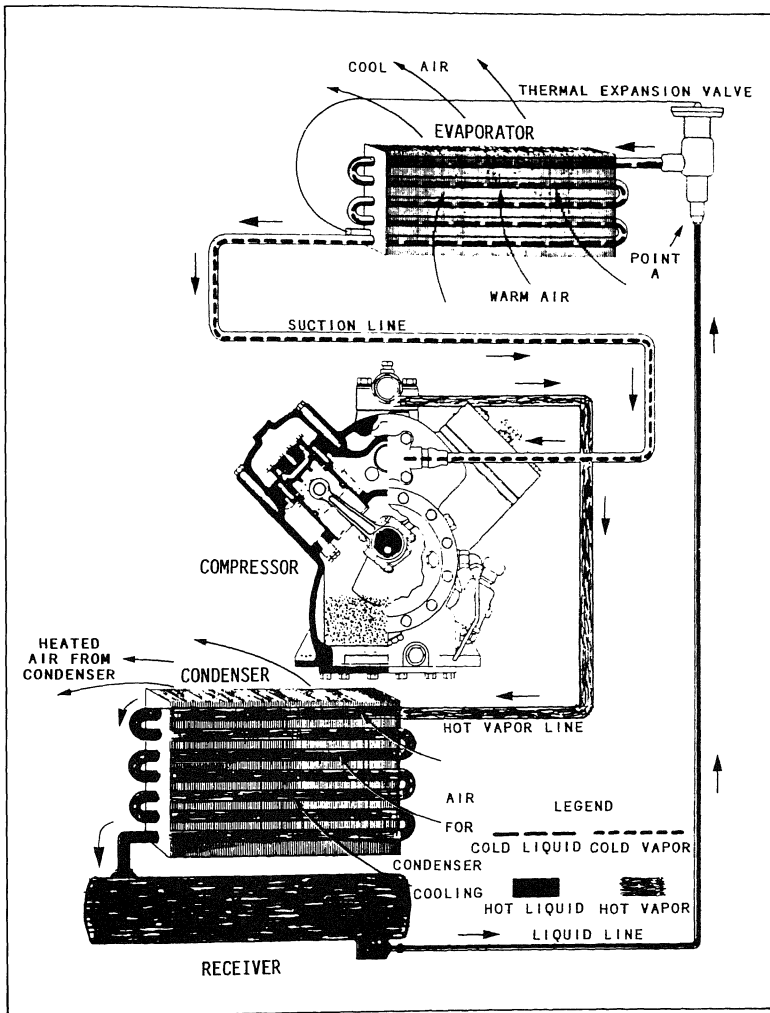 COOL AIR
THERMAL EXPANSION VALVE
EVAPORATOR
POINT
A
WARM AIR
SUCTION LINE
COMPRESSOR
HEATED
AIR FROM
CONDENSER
CONDENSER
HOT VAPOR LINE
AIR
FOR
CONDENSER
COOLING
LEGEND
COLD LIQUID COLD VAPOR
HOT LIQUID HOT VAPOR
LIQUID LINE
RECEIVER